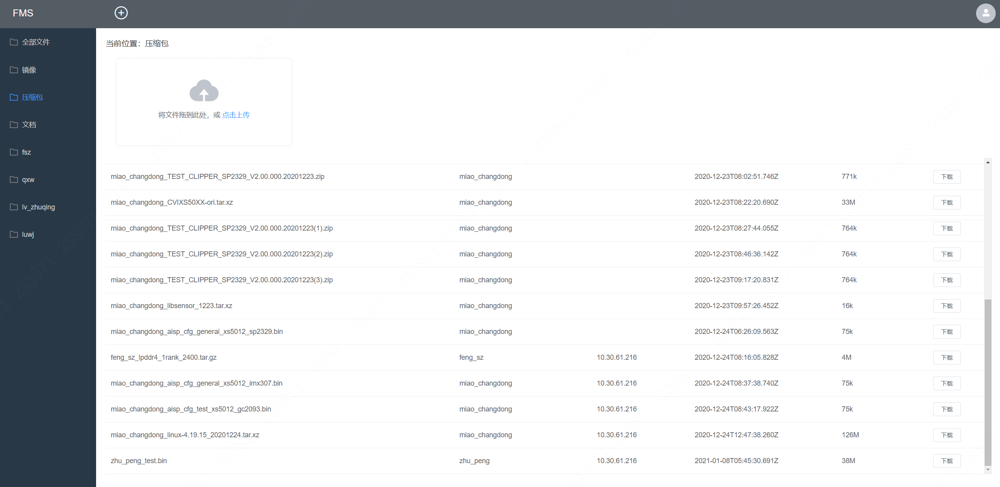 FMS
全部文件
镜像
压缩包
文档
fsz
qxw
lv_zhuqing
luwj
当前位置：压缩包
将文件拖到此处，或 点击上传
miao_changdong_TEST_CLIPPER_SP2329_V2.00.000.20201223.zip miao_changdong 2020-12-23T08:02:51.746Z 771k 下载
miao_changdong_CVIXS50XX-ori.tar.xz miao_changdong 2020-12-23T08:22:20.690Z 33M 下载
miao_changdong_TEST_CLIPPER_SP2329_V2.00.000.20201223(1).zip miao_changdong 2020-12-23T08:27:44.055Z 764k 下载
miao_changdong_TEST_CLIPPER_SP2329_V2.00.000.20201223(2).zip miao_changdong 2020-12-23T08:46:36.142Z 764k 下载
miao_changdong_TEST_CLIPPER_SP2329_V2.00.000.20201223(3).zip miao_changdong 2020-12-23T09:17:20.831Z 764k 下载
miao_changdong_libsensor_1223.tar.xz miao_changdong 2020-12-23T09:57:26.452Z 16k 下载
miao_changdong_aisp_cfg_general_xs5012_sp2329.bin miao_changdong 2020-12-24T06:26:09.563Z 75k 下载
feng_sz_lpddr4_1rank_2400.tar.gz feng_sz 10.30.61.216 2020-12-24T08:16:05.828Z 4M 下载
miao_changdong_aisp_cfg_general_xs5012_imx307.bin miao_changdong 10.30.61.216 2020-12-24T08:37:38.740Z 75k 下载
miao_changdong_aisp_cfg_test_xs5012_gc2093.bin miao_changdong 10.30.61.216 2020-12-24T08:43:17.922Z 75k 下载
miao_changdong_linux-4.19.15_20201224.tar.xz miao_changdong 10.30.61.216 2020-12-24T12:47:38.260Z 126M 下载
zhu_peng_test.bin zhu_peng 10.30.61.216 2021-01-08T05:45:30.691Z 38M 下载